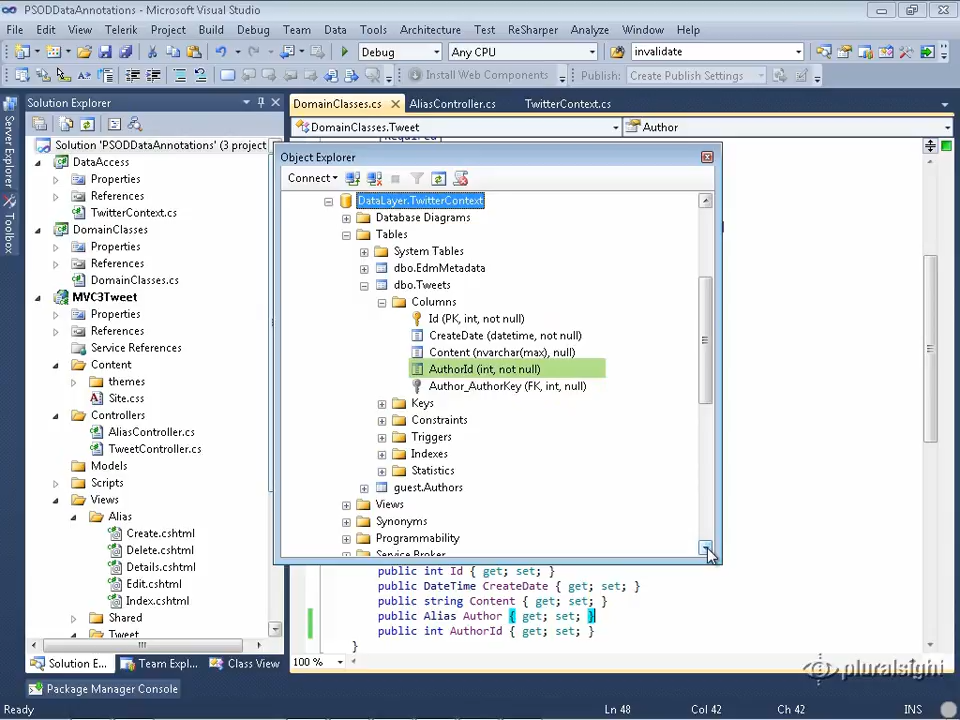 PSODDataAnnotations - Microsoft Visual Studio
File Edit View Telerik Project Build Debug Team Data Tools Architecture Test ReSharper Analyze Window Help
Debug Any CPU invalidate
Install Web Components Publish: Create Publish Settings
Server Explorer
Toolbox
Solution Explorer
Solution 'PSODDataAnnotations' (3 project
DataAccess
Properties
References
TwitterContext.cs
DomainClasses
Properties
References
DomainClasses.cs
MVC3Tweet
Properties
References
Service References
Content
themes
Site.css
Controllers
AliasController.cs
TweetController.cs
Models
Scripts
Views
Alias
Create.cshtml
Delete.cshtml
Details.cshtml
Edit.cshtml
Index.cshtml
Shared
Tweet
Solution E... Team Expl... Class View
DomainClasses.cs AliasController.cs TwitterContext.cs
DomainClasses.Tweet Author
[Required]
Object Explorer
Connect
DataLayer.TwitterContext
Database Diagrams
Tables
System Tables
dbo.EdmMetadata
dbo.Tweets
Columns
Id (PK, int, not null)
CreateDate (datetime, not null)
Content (nvarchar(max), null)
AuthorId (int, not null)
Author_AuthorKey (FK, int, null)
Keys
Constraints
Triggers
Indexes
Statistics
guest.Authors
Views
Synonyms
Programmability
Service Broker
public int Id { get; set; }
public DateTime CreateDate { get; set; }
public string Content { get; set; }
public Alias Author { get; set; }
public int AuthorId { get; set; }
}
100 %
pluralsight
Package Manager Console
Ready Ln 48 Col 42 Ch 42 INS